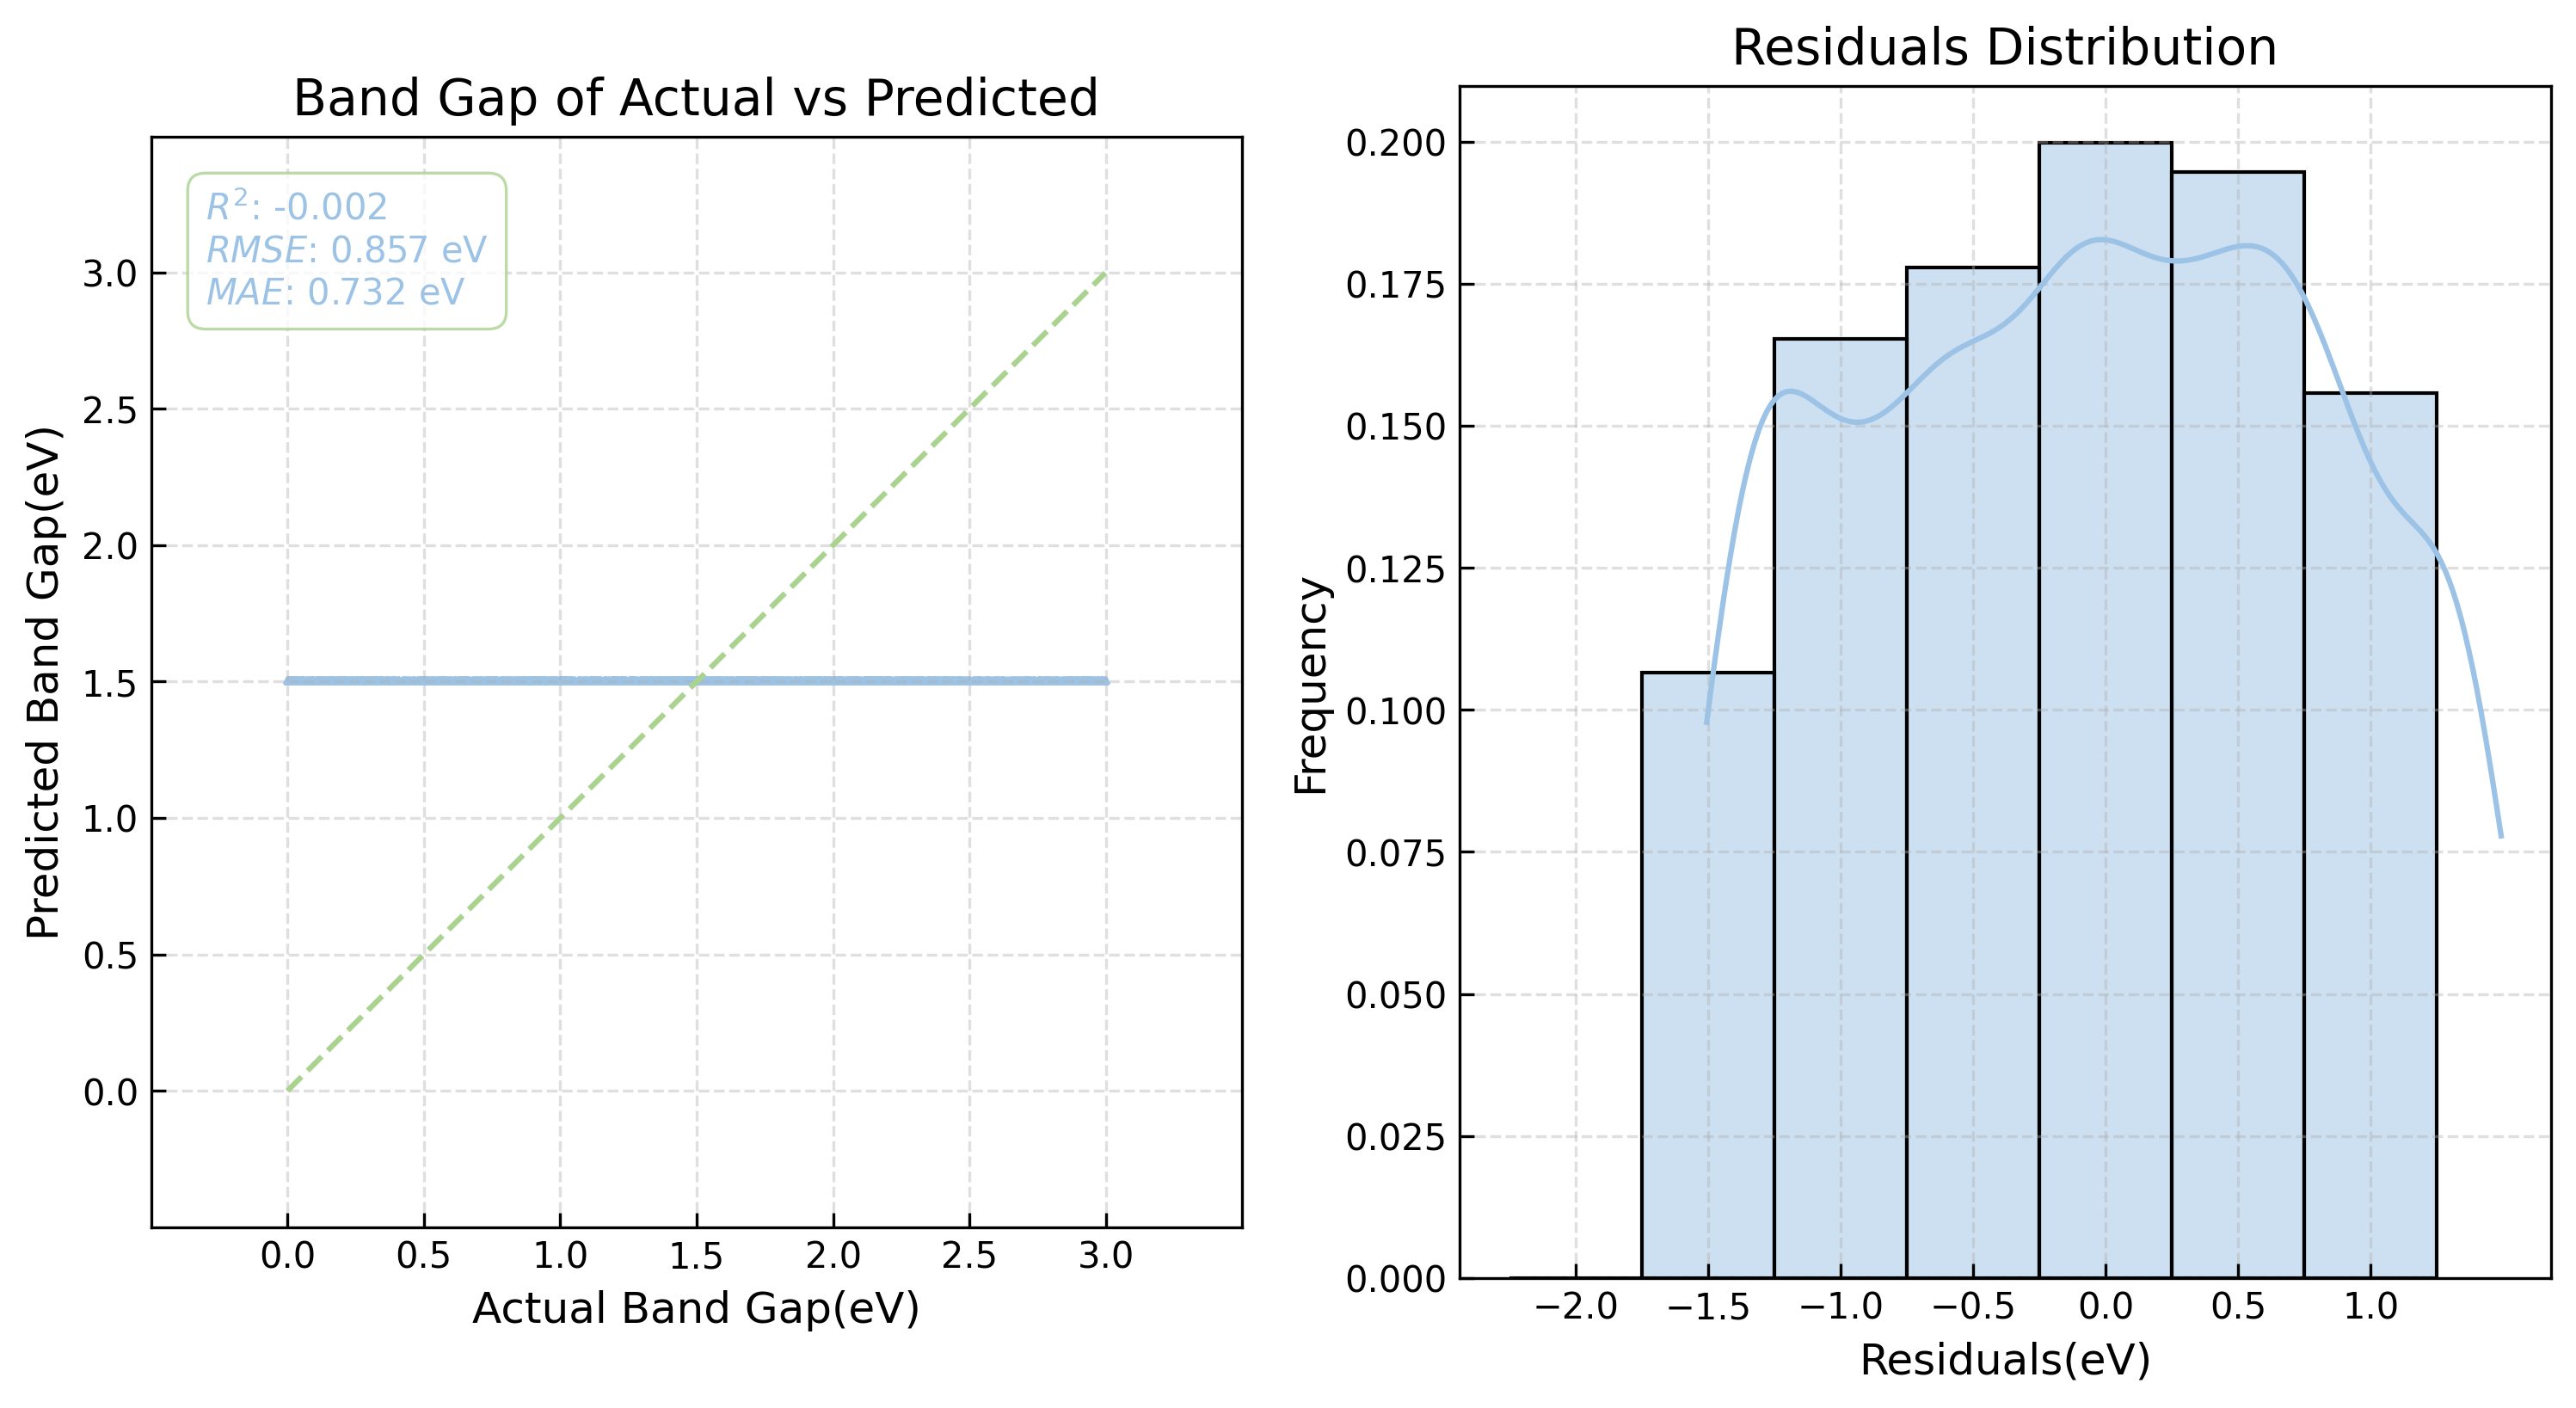 Band Gap of Actual vs Predicted
R²: -0.002
RMSE: 0.857 eV
MAE: 0.732 eV
Predicted Band Gap(eV)
3.0
2.5
2.0
1.5
1.0
0.5
0.0
0.0 0.5 1.0 1.5 2.0 2.5 3.0
Actual Band Gap(eV)
Residuals Distribution
Frequency
0.200
0.175
0.150
0.125
0.100
0.075
0.050
0.025
0.000
−2.0 −1.5 −1.0 −0.5 0.0 0.5 1.0
Residuals(eV)